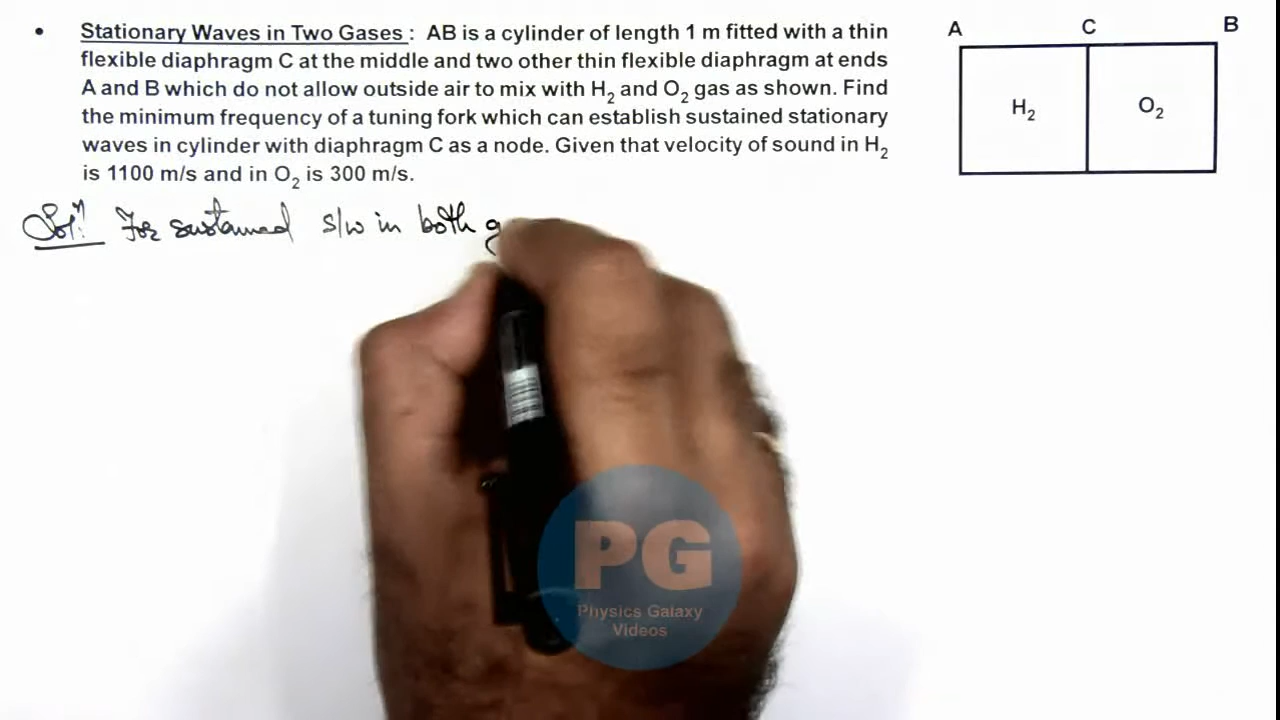 • Stationary Waves in Two Gases : AB is a cylinder of length 1 m fitted with a thin
flexible diaphragm C at the middle and two other thin flexible diaphragm at ends
A and B which do not allow outside air to mix with H₂ and O₂ gas as shown. Find
the minimum frequency of a tuning fork which can establish sustained stationary
waves in cylinder with diaphragm C as a node. Given that velocity of sound in H₂
is 1100 m/s and in O₂ is 300 m/s.
A C B
H₂ O₂
Solⁿ: For sustained s/w in both g
PG
Physics Galaxy
Videos